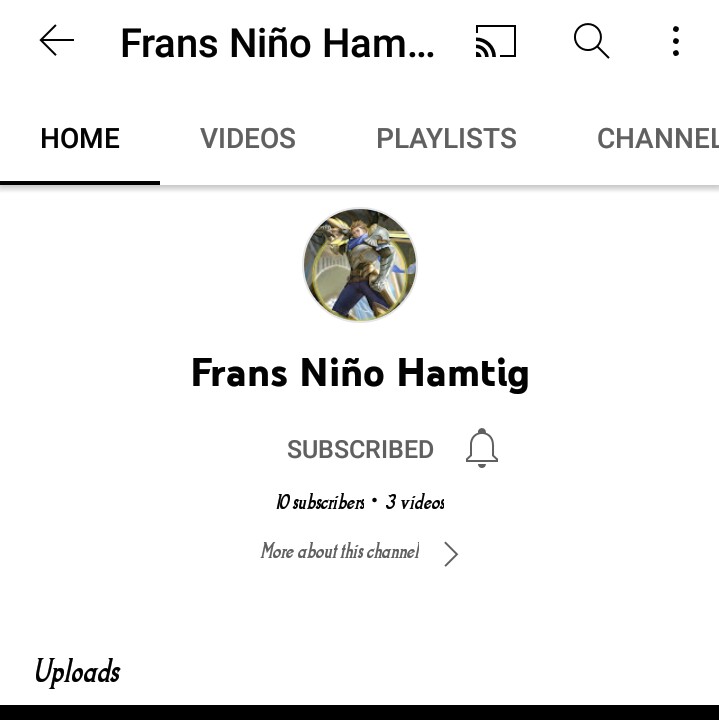 Frans Niño Ham...
HOME VIDEOS PLAYLISTS CHANNEL
Frans Niño Hamtig
SUBSCRIBED
10 subscribers • 3 videos
More about this channel
Uploads